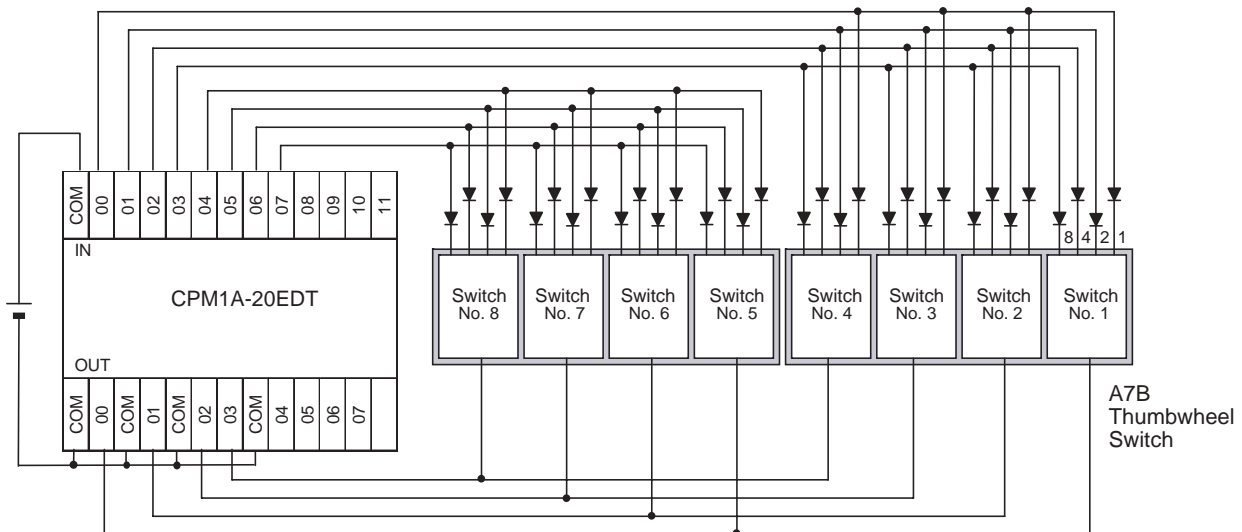 8 4 2 1
COM 00 01 02 03 04 05 06 07 08 09 10 11
IN
CPM1A-20EDT
OUT
COM 00 COM 01 COM 02 03 COM 04 05 06 07
Switch
No. 8
Switch
No. 7
Switch
No. 6
Switch
No. 5
Switch
No. 4
Switch
No. 3
Switch
No. 2
Switch
No. 1
A7B
Thumbwheel
Switch